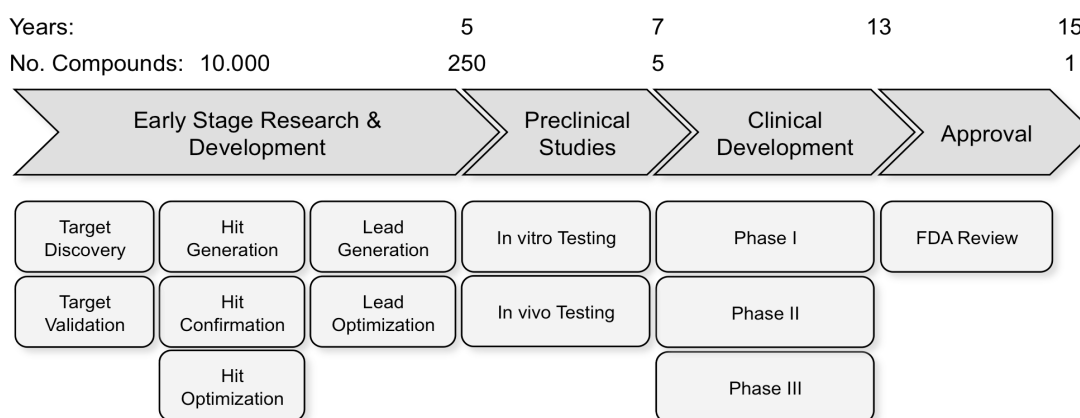 Years: 5 7 13 15
No. Compounds: 10.000 250 5 1
Early Stage Research &
Development
Preclinical
Studies
Clinical
Development
Approval
Target
Discovery
Hit
Generation
Lead
Generation
In vitro Testing
Phase I
FDA Review
Target
Validation
Hit
Confirmation
Lead
Optimization
In vivo Testing
Phase II
Hit
Optimization
Phase III